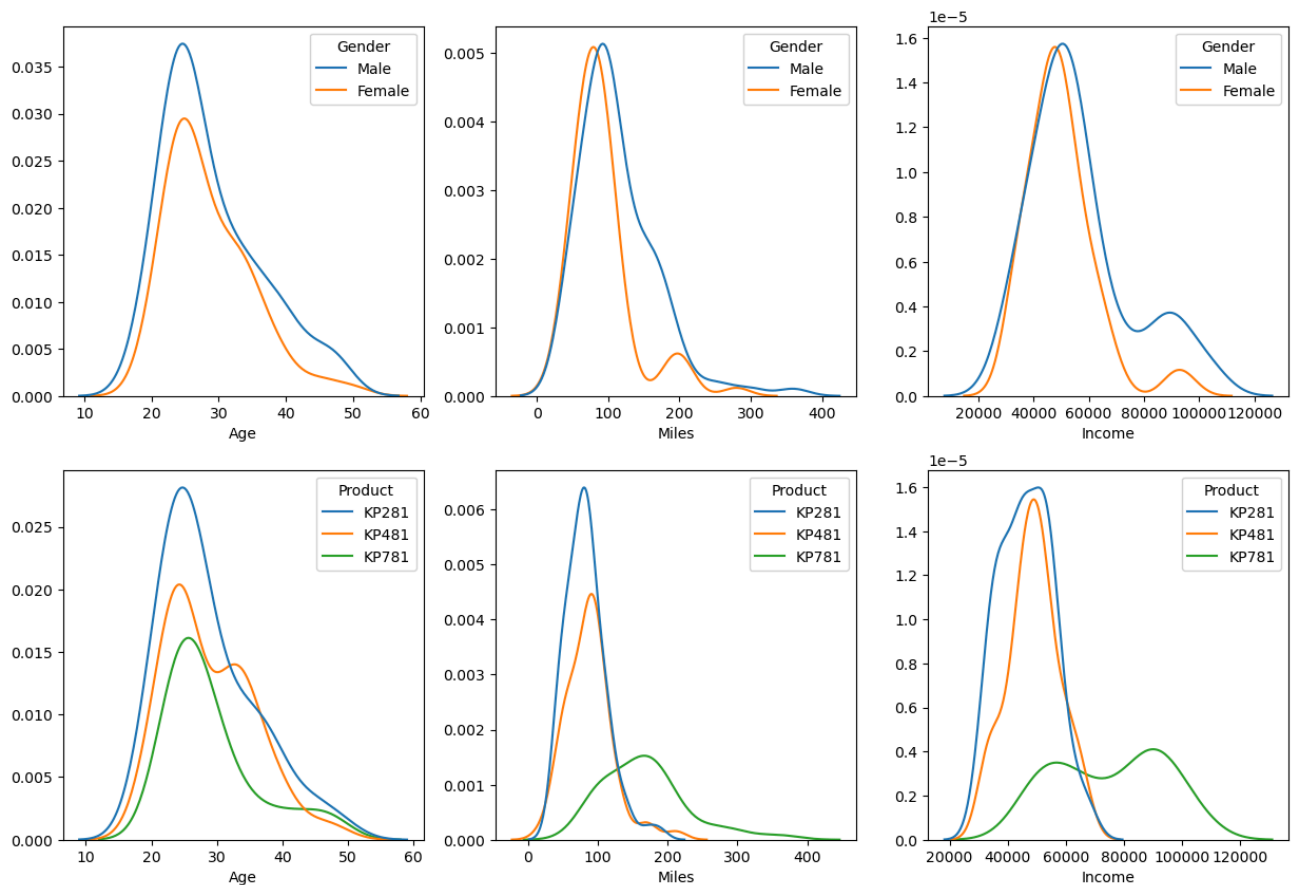 Gender
Male
Female
0.035
0.030
0.025
0.020
0.015
0.010
0.005
0.000
10 20 30 40 50 60
Age
Gender
Male
Female
0.005
0.004
0.003
0.002
0.001
0.000
0 100 200 300 400
Miles
1e−5
Gender
Male
Female
1.6
1.4
1.2
1.0
0.8
0.6
0.4
0.2
0.0
20000 40000 60000 80000 100000 120000
Income
Product
KP281
KP481
KP781
0.025
0.020
0.015
0.010
0.005
0.000
10 20 30 40 50 60
Age
Product
KP281
KP481
KP781
0.006
0.005
0.004
0.003
0.002
0.001
0.000
0 100 200 300 400
Miles
1e−5
Product
KP281
KP481
KP781
1.6
1.4
1.2
1.0
0.8
0.6
0.4
0.2
0.0
20000 40000 60000 80000 100000 120000
Income